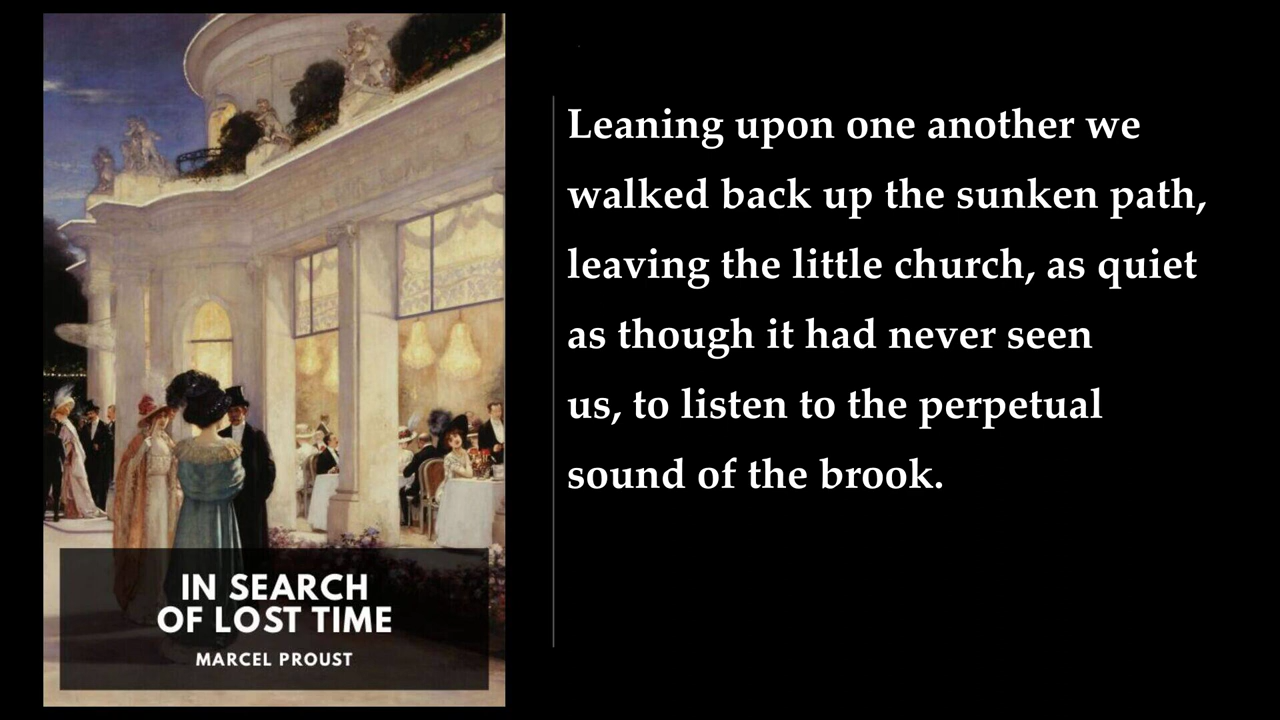 IN SEARCH
OF LOST TIME
MARCEL PROUST
Leaning upon one another we
walked back up the sunken path,
leaving the little church, as quiet
as though it had never seen
us, to listen to the perpetual
sound of the brook.